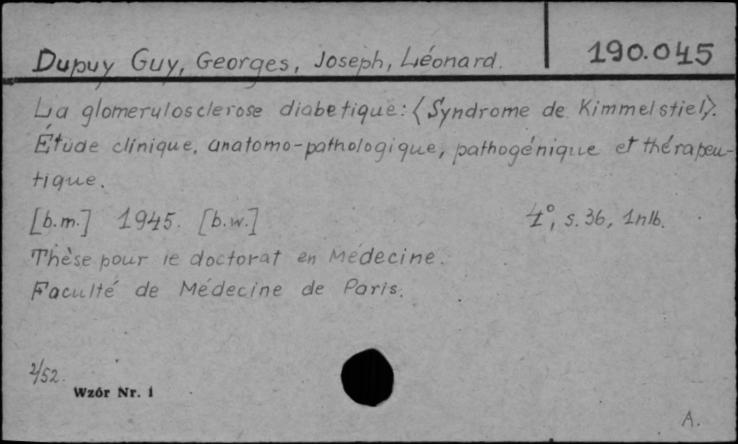 Dupuy Guy, Georges, Joseph, Léonard. 190.045
La glomerulosclerose diabetique: <Syndrome de Kimmelstiel>.
Étude clinique, anatomo-pathologique, pathogénique et thérapeu-
tique.
[b.m.] 1945. [b.w.] 4°, s. 36, 1nlb.
Thèse pour le doctorat en Médecine.
Faculté de Médecine de Paris.
2/52.
Wzór Nr. 1
A.